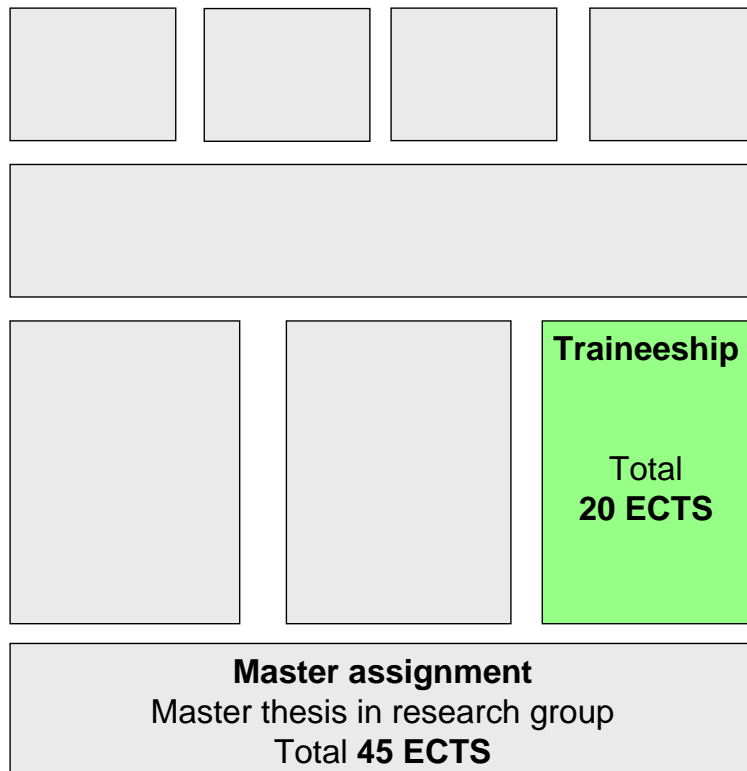 Traineeship
Total
20 ECTS
Master assignment
Master thesis in research group
Total 45 ECTS